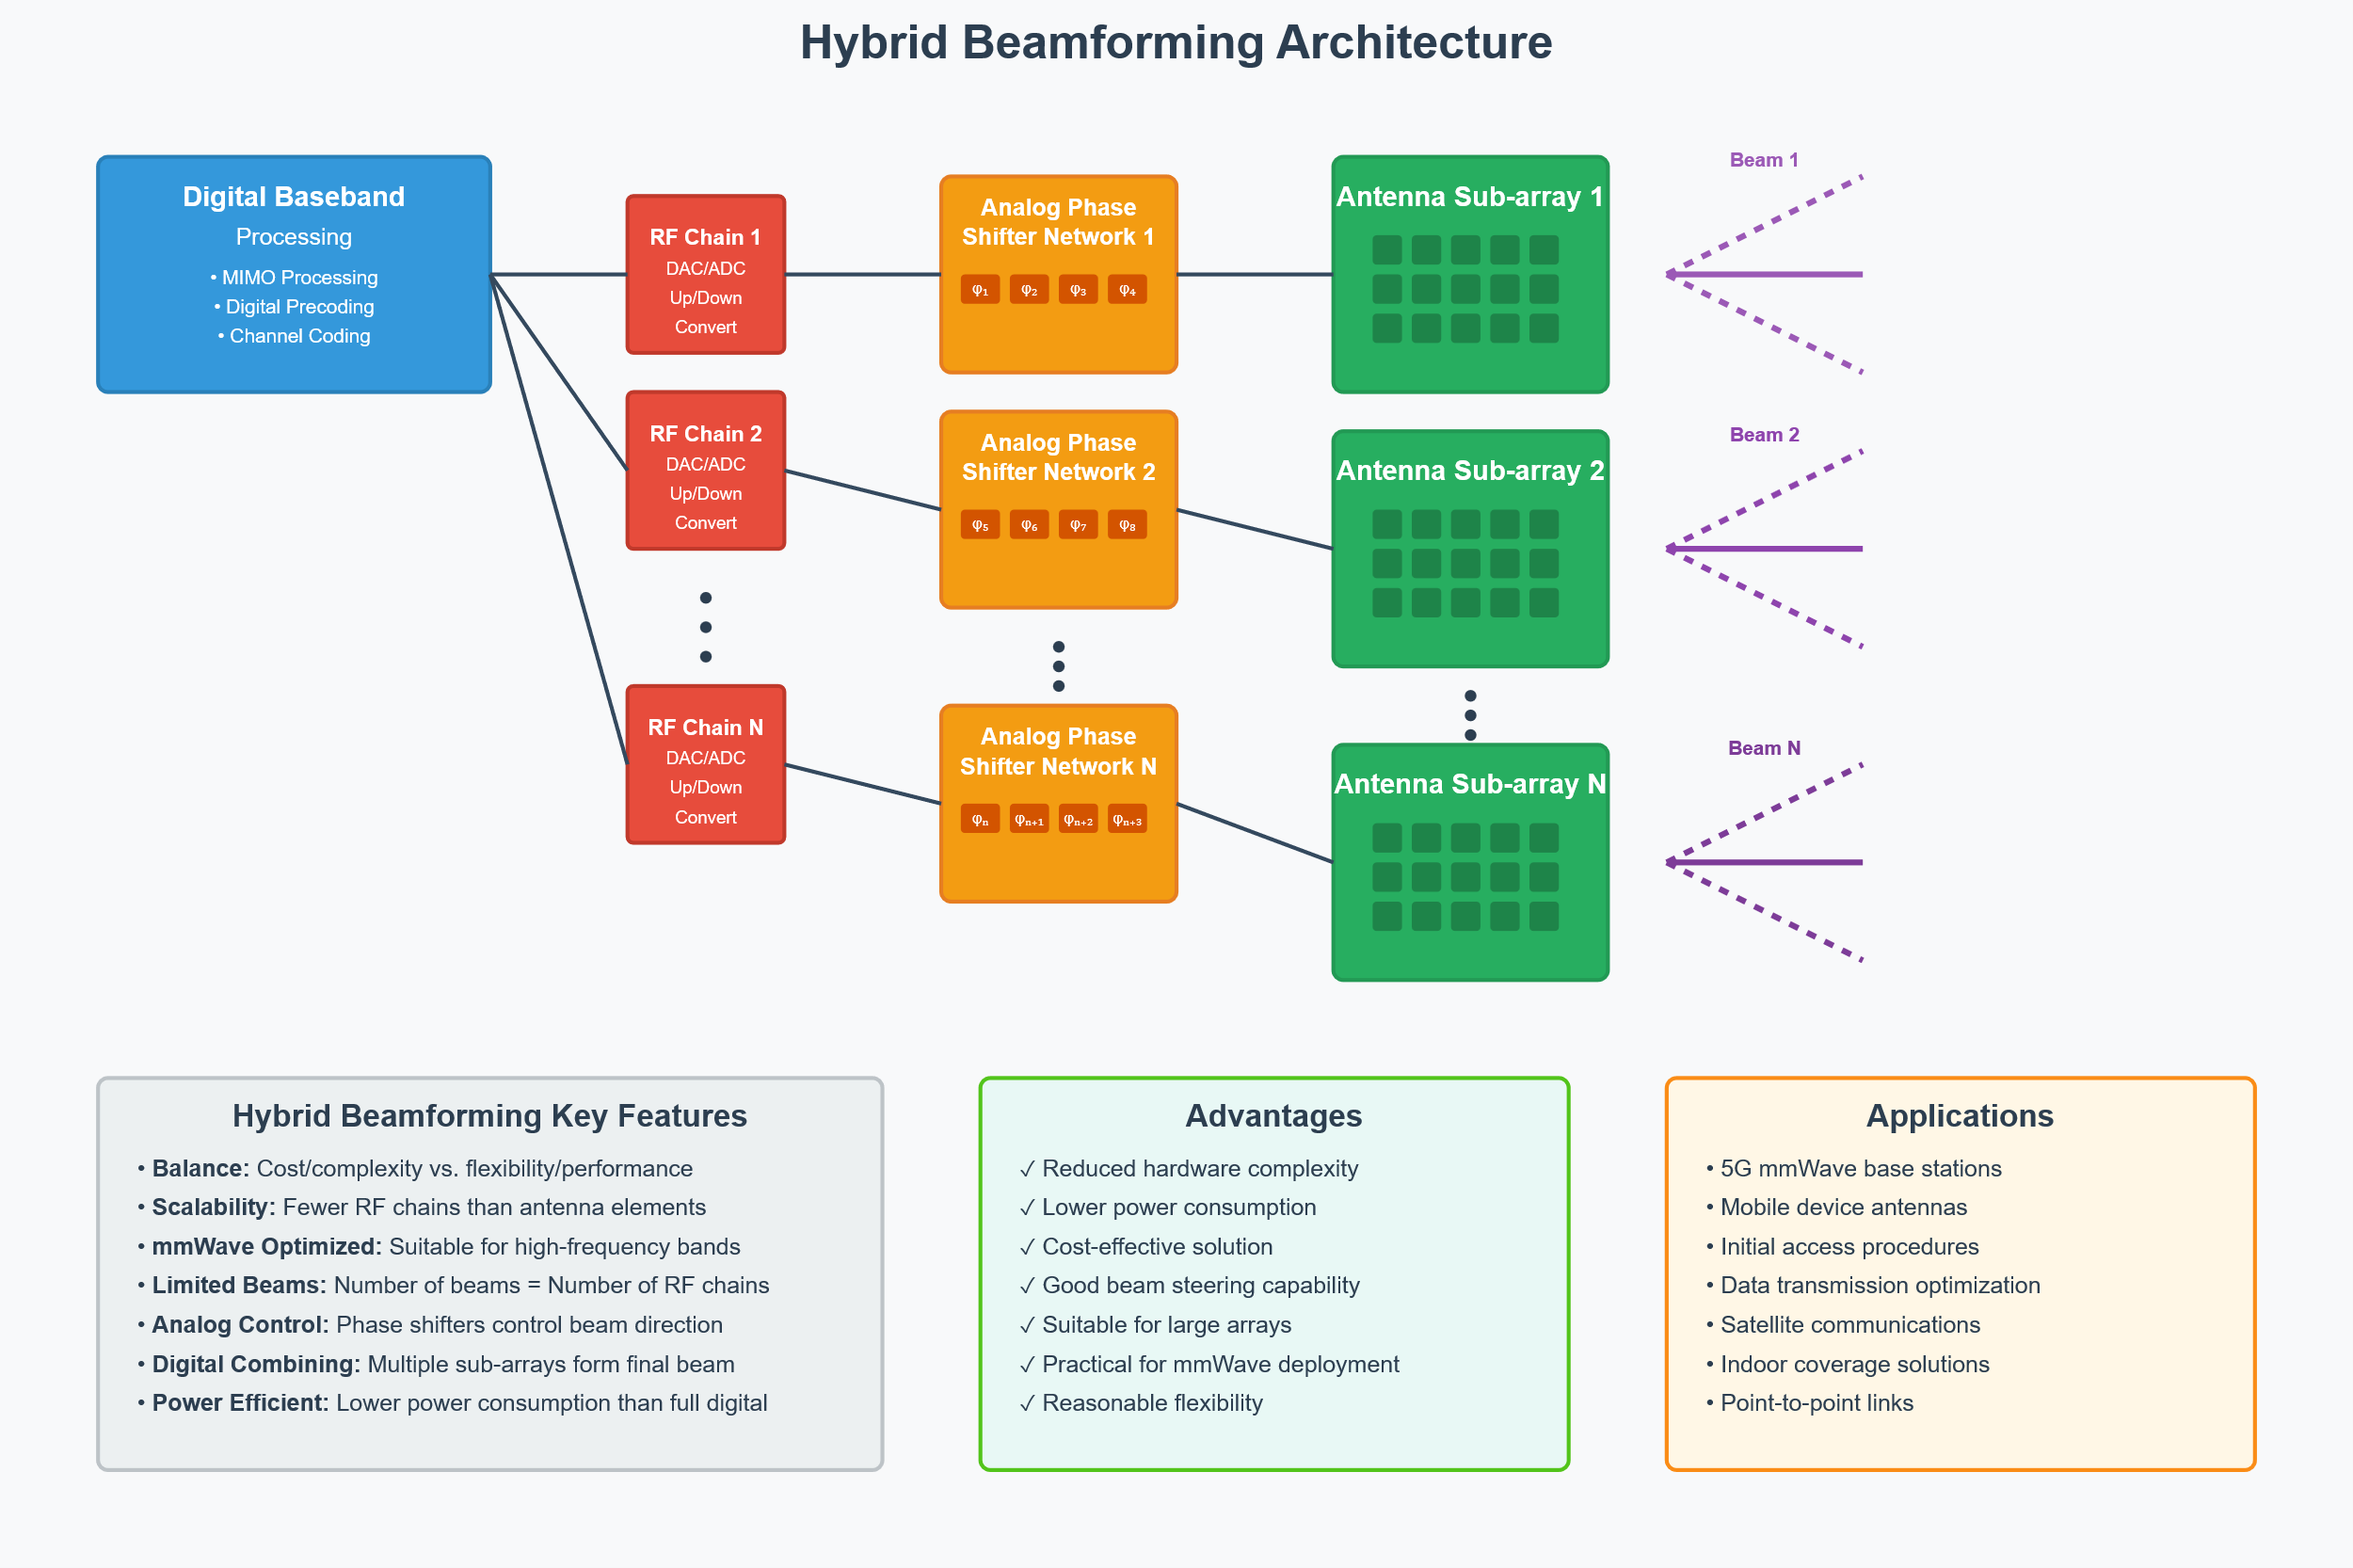 Hybrid Beamforming Architecture
Digital Baseband
Processing
• MIMO Processing
• Digital Precoding
• Channel Coding
RF Chain 1
DAC/ADC
Up/Down
Convert
Analog Phase
Shifter Network 1
φ₁ φ₂ φ₃ φ₄
Antenna Sub-array 1
Beam 1
RF Chain 2
DAC/ADC
Up/Down
Convert
Analog Phase
Shifter Network 2
φ₅ φ₆ φ₇ φ₈
Antenna Sub-array 2
Beam 2
RF Chain N
DAC/ADC
Up/Down
Convert
Analog Phase
Shifter Network N
φₙ φₙ₊₁ φₙ₊₂ φₙ₊₃
Antenna Sub-array N
Beam N
Hybrid Beamforming Key Features
• Balance: Cost/complexity vs. flexibility/performance
• Scalability: Fewer RF chains than antenna elements
• mmWave Optimized: Suitable for high-frequency bands
• Limited Beams: Number of beams = Number of RF chains
• Analog Control: Phase shifters control beam direction
• Digital Combining: Multiple sub-arrays form final beam
• Power Efficient: Lower power consumption than full digital
Advantages
✓ Reduced hardware complexity
✓ Lower power consumption
✓ Cost-effective solution
✓ Good beam steering capability
✓ Suitable for large arrays
✓ Practical for mmWave deployment
✓ Reasonable flexibility
Applications
• 5G mmWave base stations
• Mobile device antennas
• Initial access procedures
• Data transmission optimization
• Satellite communications
• Indoor coverage solutions
• Point-to-point links